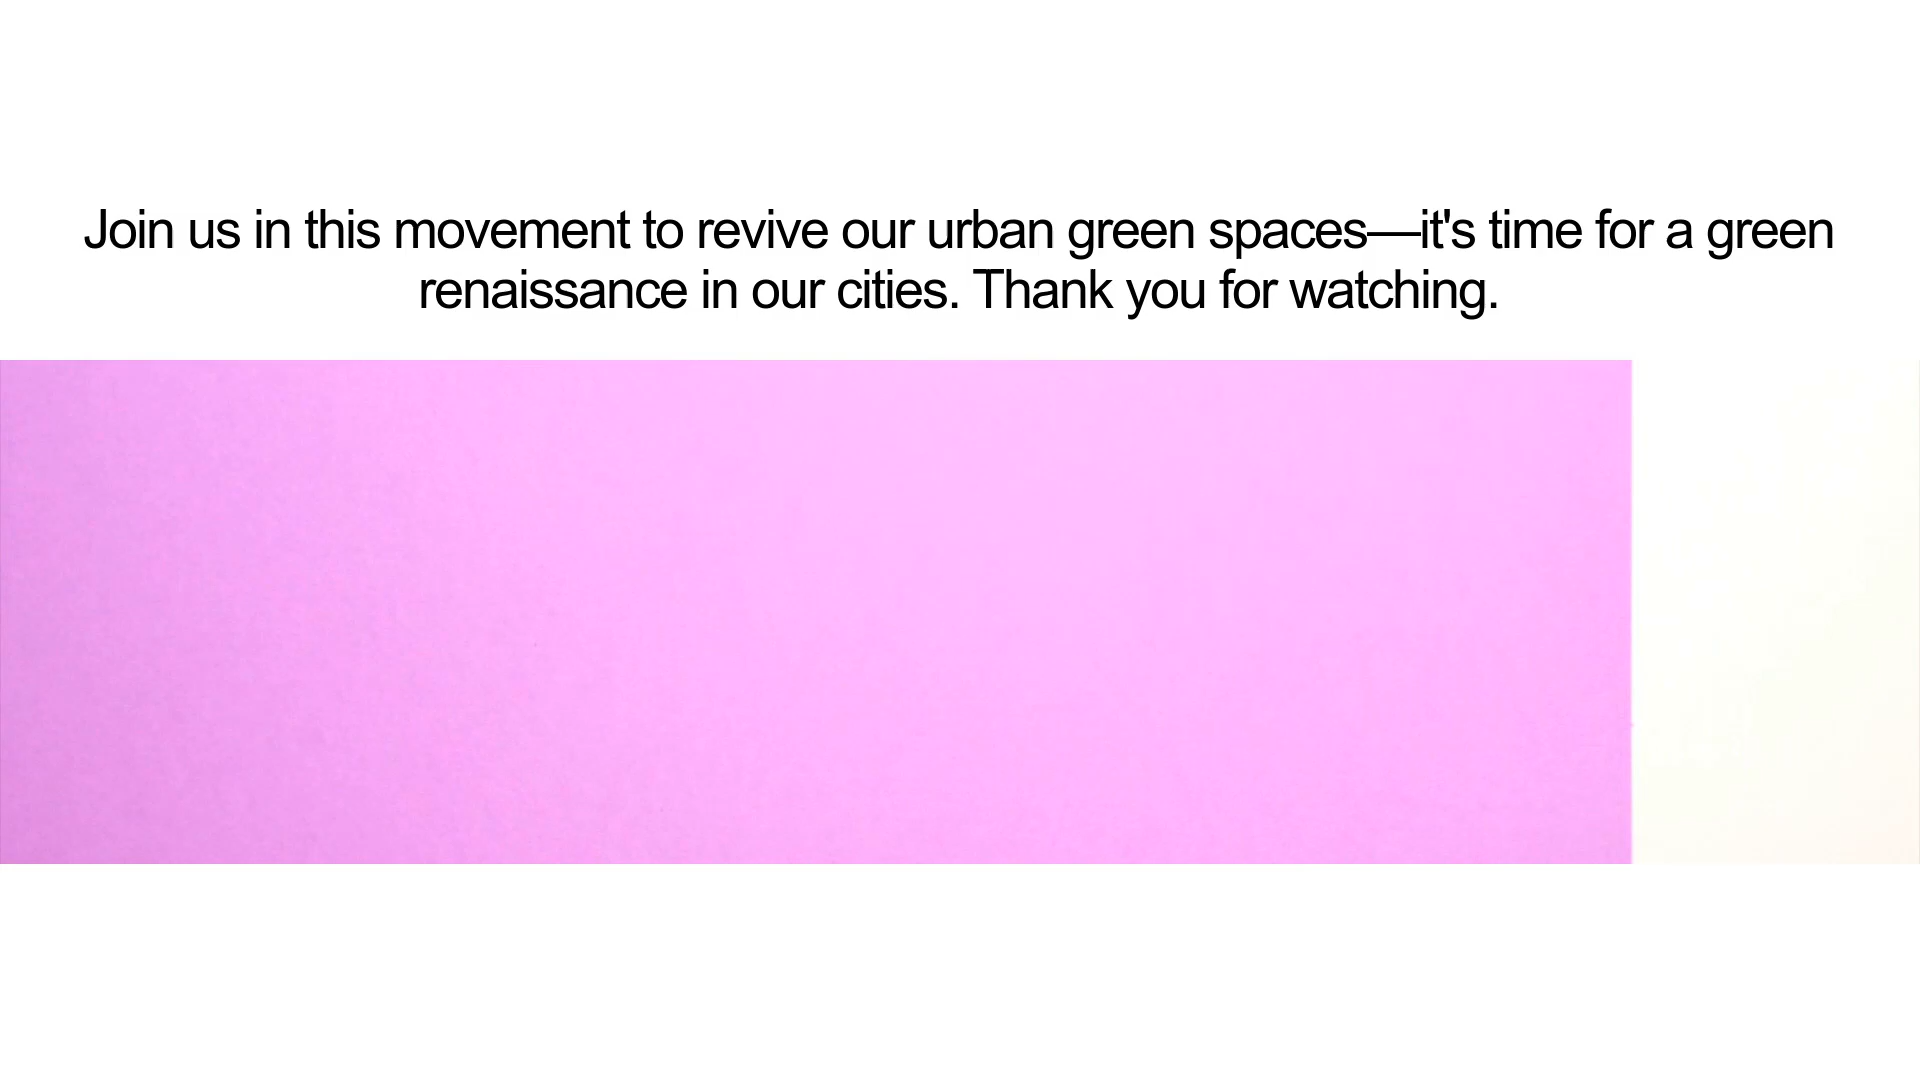 Join us in this movement to revive our urban green spaces—it's time for a green
renaissance in our cities. Thank you for watching.